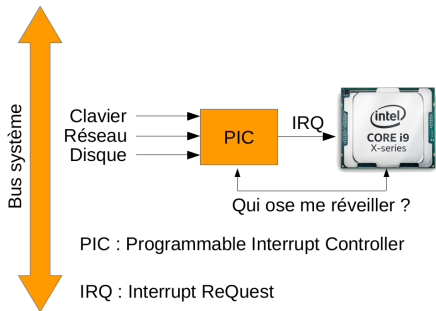 Bus système
Clavier
Réseau
Disque
PIC
IRQ
intel
CORE i9
X-series
Qui ose me réveiller ?
PIC : Programmable Interrupt Controller
IRQ : Interrupt ReQuest